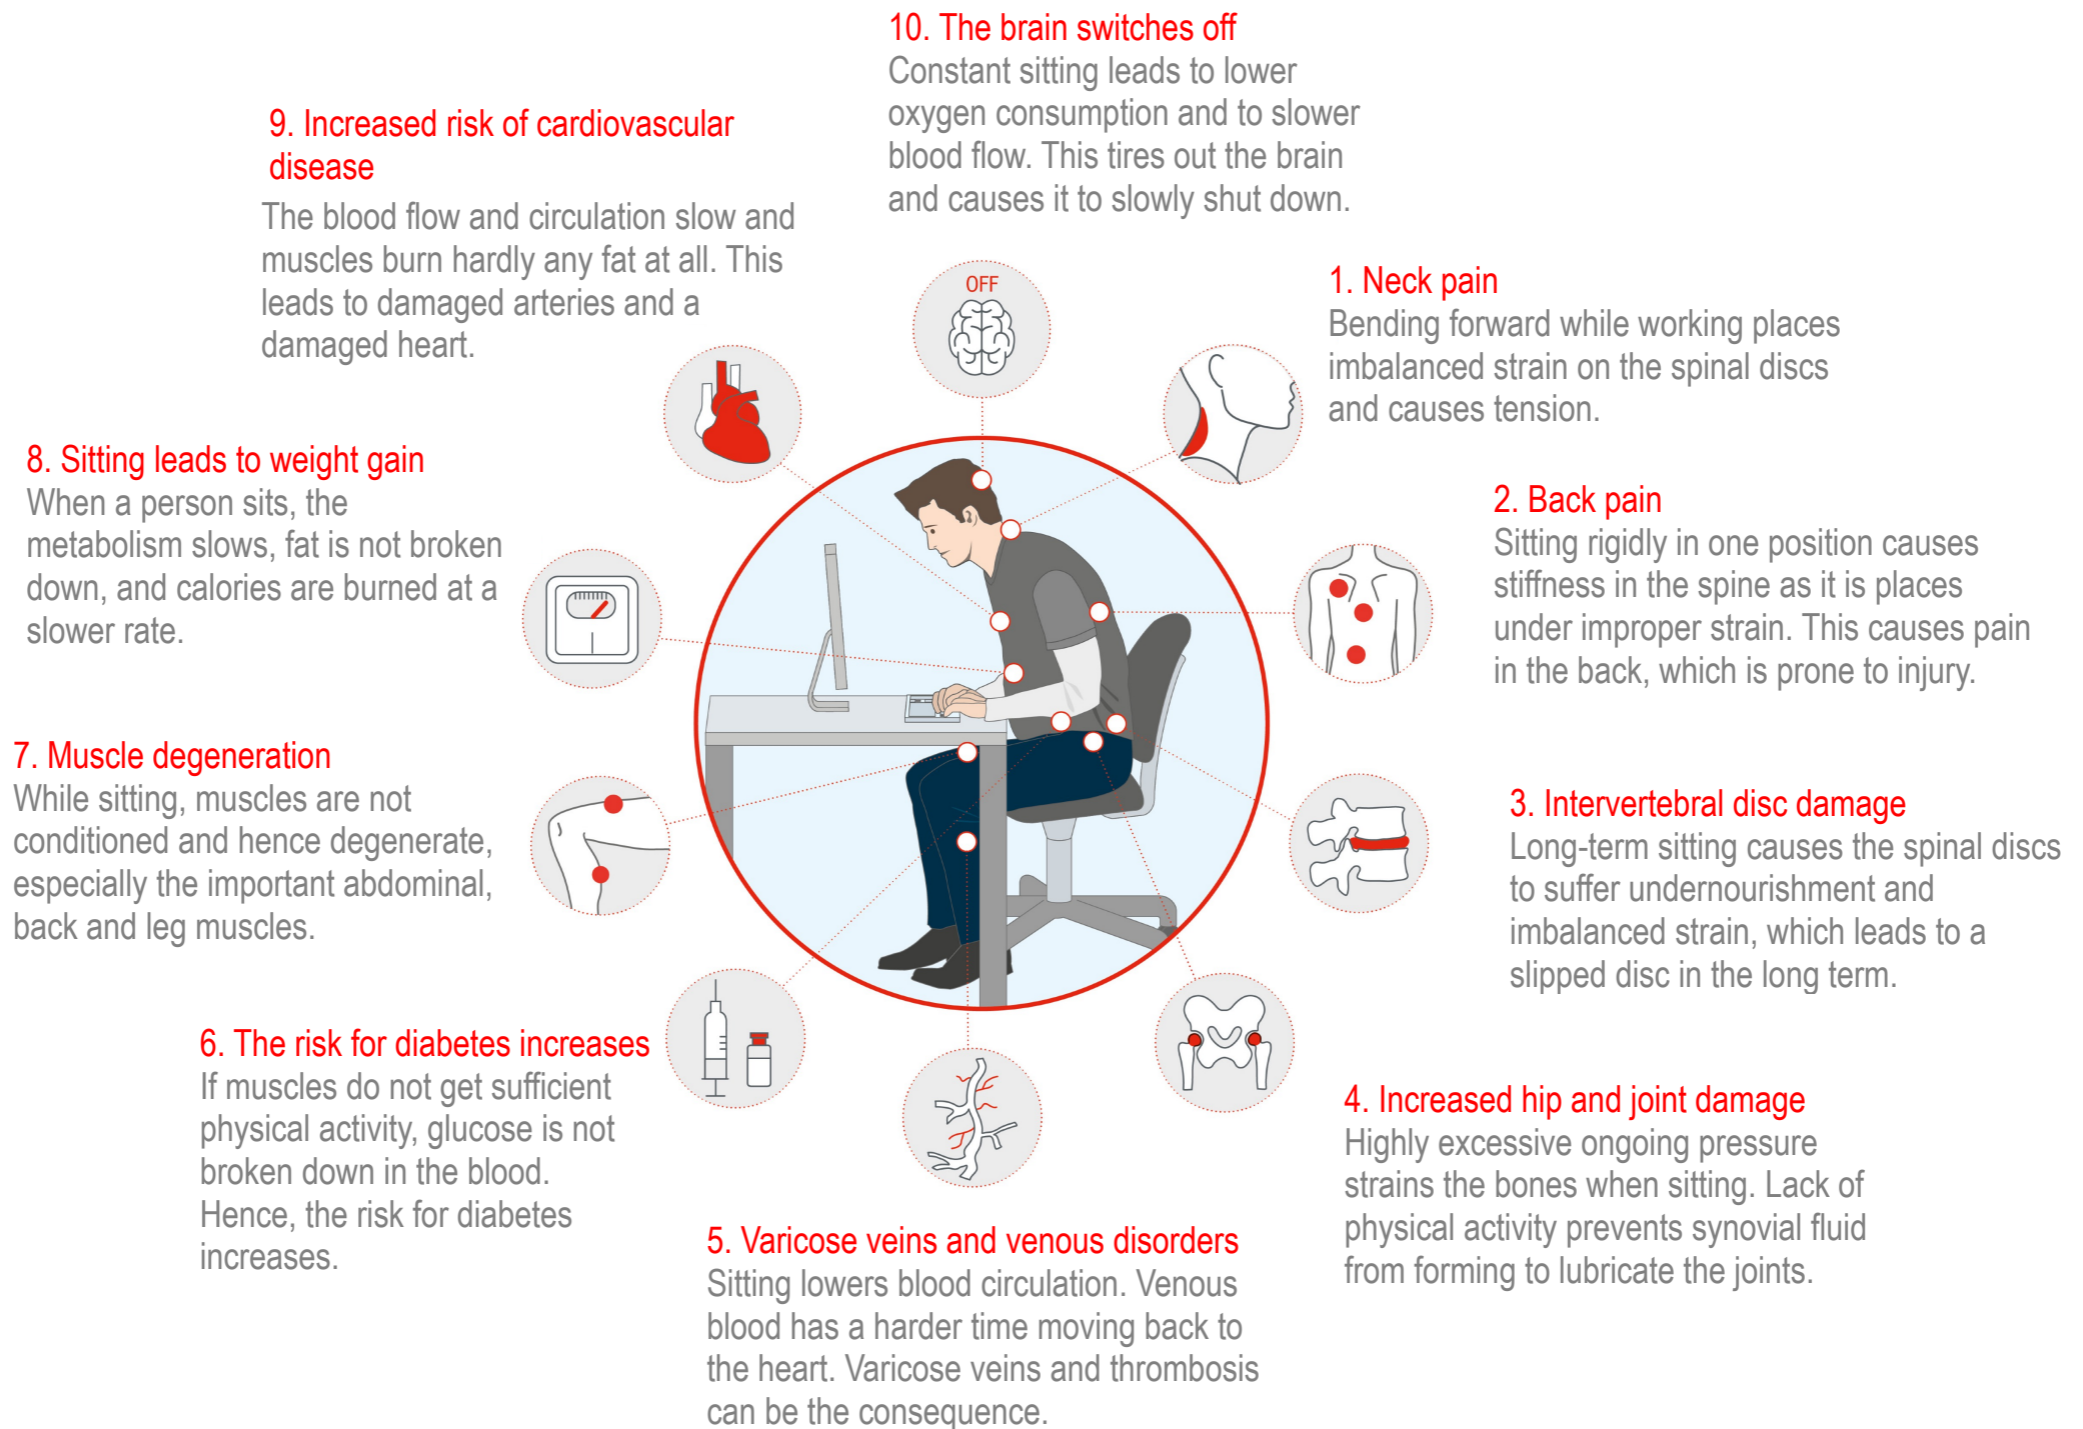 10. The brain switches off
Constant sitting leads to lower
oxygen consumption and to slower
blood flow. This tires out the brain
and causes it to slowly shut down.
OFF
1. Neck pain
Bending forward while working places
imbalanced strain on the spinal discs
and causes tension.
2. Back pain
Sitting rigidly in one position causes
stiffness in the spine as it is places
under improper strain. This causes pain
in the back, which is prone to injury.
3. Intervertebral disc damage
Long-term sitting causes the spinal discs
to suffer undernourishment and
imbalanced strain, which leads to a
slipped disc in the long term.
4. Increased hip and joint damage
Highly excessive ongoing pressure
strains the bones when sitting. Lack of
physical activity prevents synovial fluid
from forming to lubricate the joints.
5. Varicose veins and venous disorders
Sitting lowers blood circulation. Venous
blood has a harder time moving back to
the heart. Varicose veins and thrombosis
can be the consequence.
6. The risk for diabetes increases
If muscles do not get sufficient
physical activity, glucose is not
broken down in the blood.
Hence, the risk for diabetes
increases.
7. Muscle degeneration
While sitting, muscles are not
conditioned and hence degenerate,
especially the important abdominal,
back and leg muscles.
8. Sitting leads to weight gain
When a person sits, the
metabolism slows, fat is not broken
down, and calories are burned at a
slower rate.
9. Increased risk of cardiovascular
disease
The blood flow and circulation slow and
muscles burn hardly any fat at all. This
leads to damaged arteries and a
damaged heart.